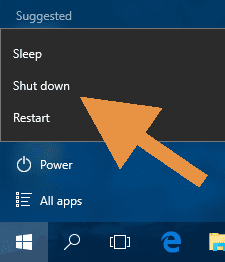 Suggested
Sleep
Shut down
Restart
Power
All apps